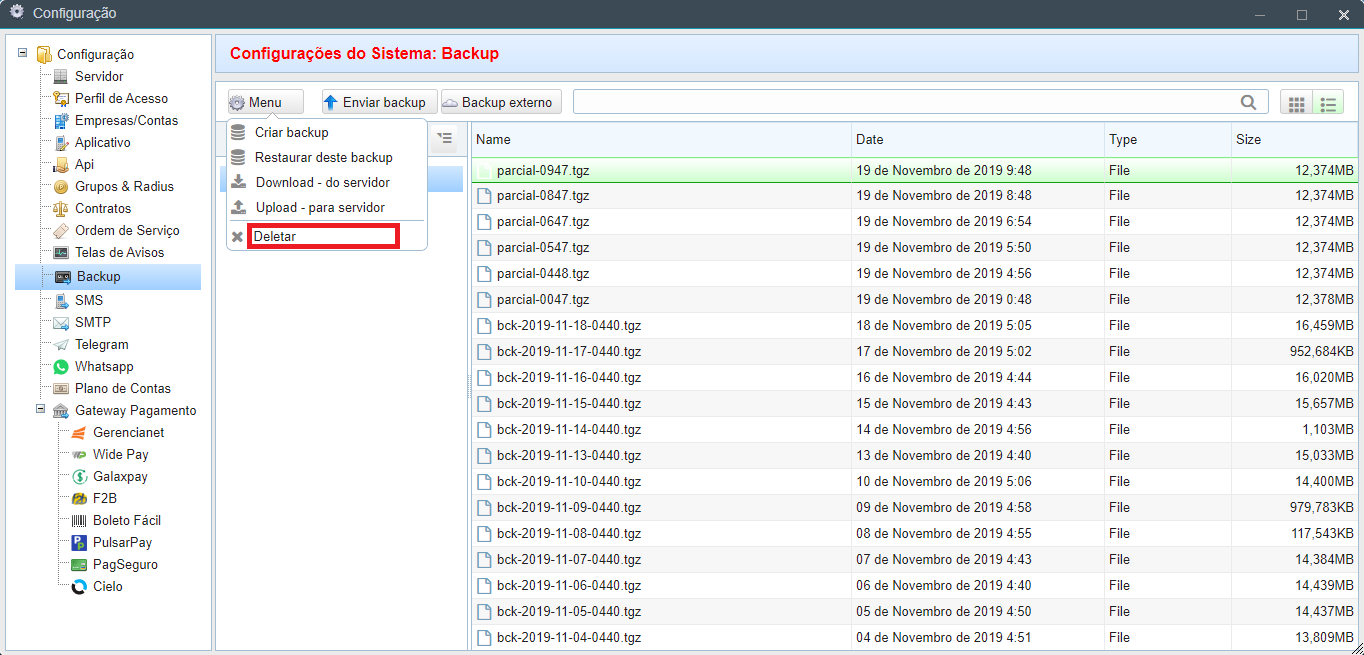 Configuração
Configuração
Servidor
Perfil de Acesso
Empresas/Contas
Aplicativo
Api
Grupos & Radius
Contratos
Ordem de Serviço
Telas de Avisos
Backup
SMS
SMTP
Telegram
Whatsapp
Plano de Contas
Gateway Pagamento
Gerencianet
Wide Pay
Galaxpay
F2B
Boleto Fácil
PulsarPay
PagSeguro
Cielo
Configurações do Sistema: Backup
Menu Enviar backup Backup externo
Criar backup
Restaurar deste backup
Download - do servidor
Upload - para servidor
Deletar
Name Date Type Size
parcial-0947.tgz 19 de Novembro de 2019 9:48 File 12,374MB
parcial-0847.tgz 19 de Novembro de 2019 8:48 File 12,374MB
parcial-0647.tgz 19 de Novembro de 2019 6:54 File 12,374MB
parcial-0547.tgz 19 de Novembro de 2019 5:50 File 12,374MB
parcial-0448.tgz 19 de Novembro de 2019 4:56 File 12,374MB
parcial-0047.tgz 19 de Novembro de 2019 0:48 File 12,378MB
bck-2019-11-18-0440.tgz 18 de Novembro de 2019 5:05 File 16,459MB
bck-2019-11-17-0440.tgz 17 de Novembro de 2019 5:02 File 952,684KB
bck-2019-11-16-0440.tgz 16 de Novembro de 2019 4:44 File 16,020MB
bck-2019-11-15-0440.tgz 15 de Novembro de 2019 4:43 File 15,657MB
bck-2019-11-14-0440.tgz 14 de Novembro de 2019 4:56 File 1,103MB
bck-2019-11-13-0440.tgz 13 de Novembro de 2019 4:40 File 15,033MB
bck-2019-11-10-0440.tgz 10 de Novembro de 2019 5:06 File 14,400MB
bck-2019-11-09-0440.tgz 09 de Novembro de 2019 4:58 File 979,783KB
bck-2019-11-08-0440.tgz 08 de Novembro de 2019 4:55 File 117,543KB
bck-2019-11-07-0440.tgz 07 de Novembro de 2019 4:43 File 14,384MB
bck-2019-11-06-0440.tgz 06 de Novembro de 2019 4:40 File 14,439MB
bck-2019-11-05-0440.tgz 05 de Novembro de 2019 4:50 File 14,437MB
bck-2019-11-04-0440.tgz 04 de Novembro de 2019 4:51 File 13,809MB